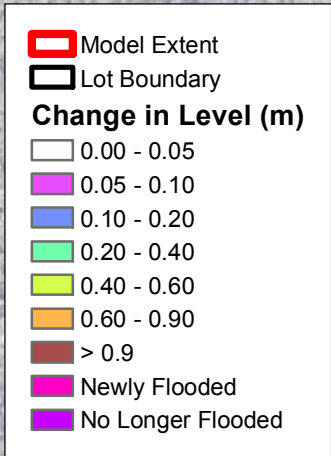 Model Extent
Lot Boundary
Change in Level (m)
0.00 - 0.05
0.05 - 0.10
0.10 - 0.20
0.20 - 0.40
0.40 - 0.60
0.60 - 0.90
> 0.9
Newly Flooded
No Longer Flooded